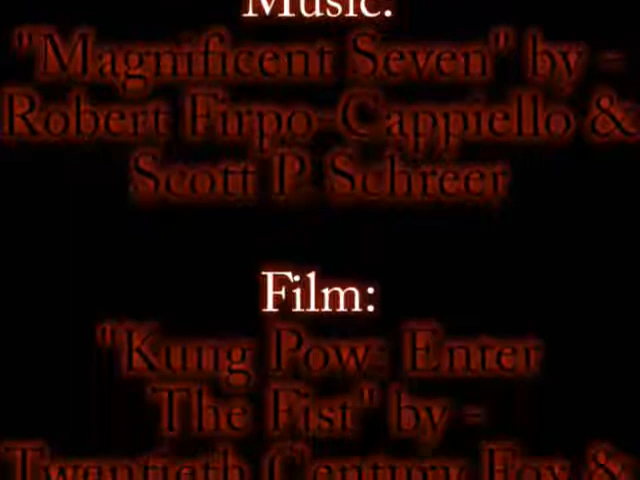 Music:
"Magnificent Seven" by -
Robert Firpo-Cappiello &
Scott P. Schreer
Film:
"Kung Pow: Enter
The Fist" by -
Twentieth Century Fox &